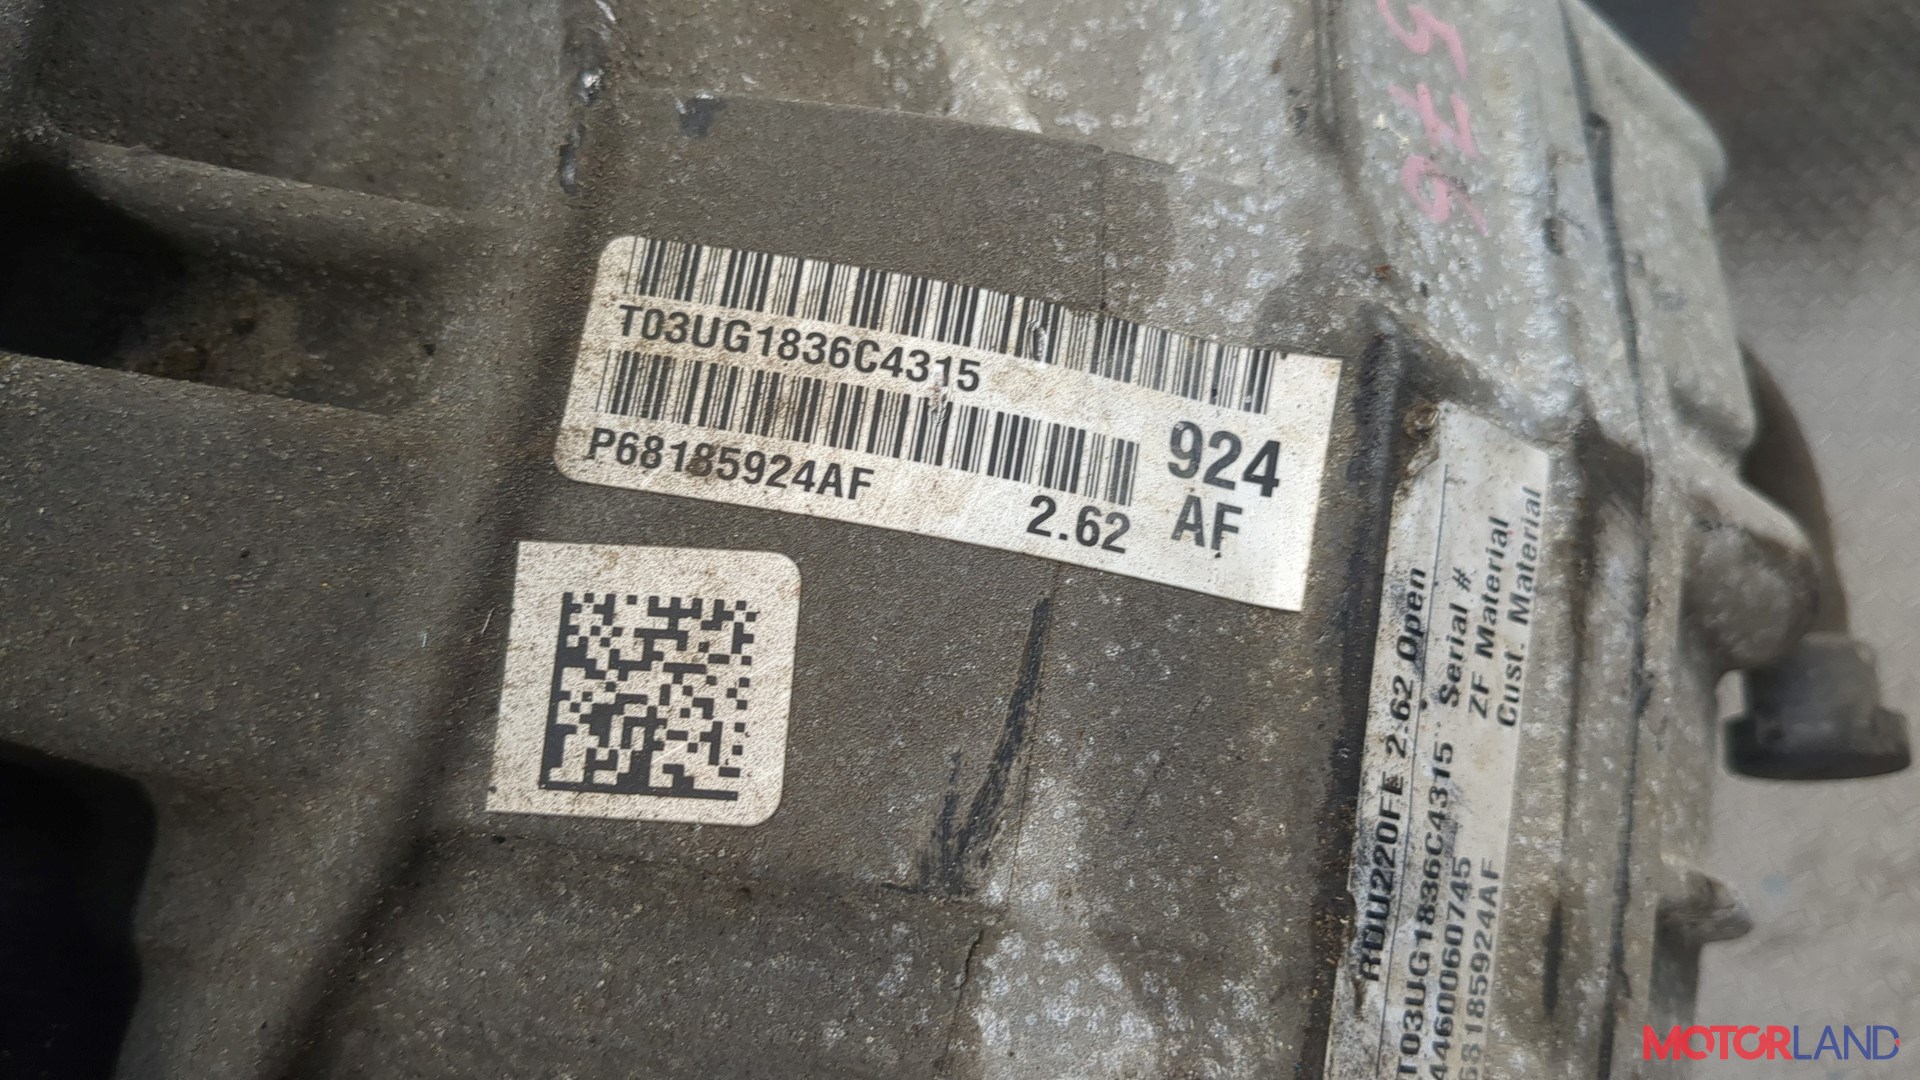 576
T03UG1836C4315
P68185924AF
2.62
924
AF
RDU220FE 2.62 Open
T03UG1836C4315 Serial #
4460060745 ZF Material
68185924AF Cust. Material
MOTORLAND